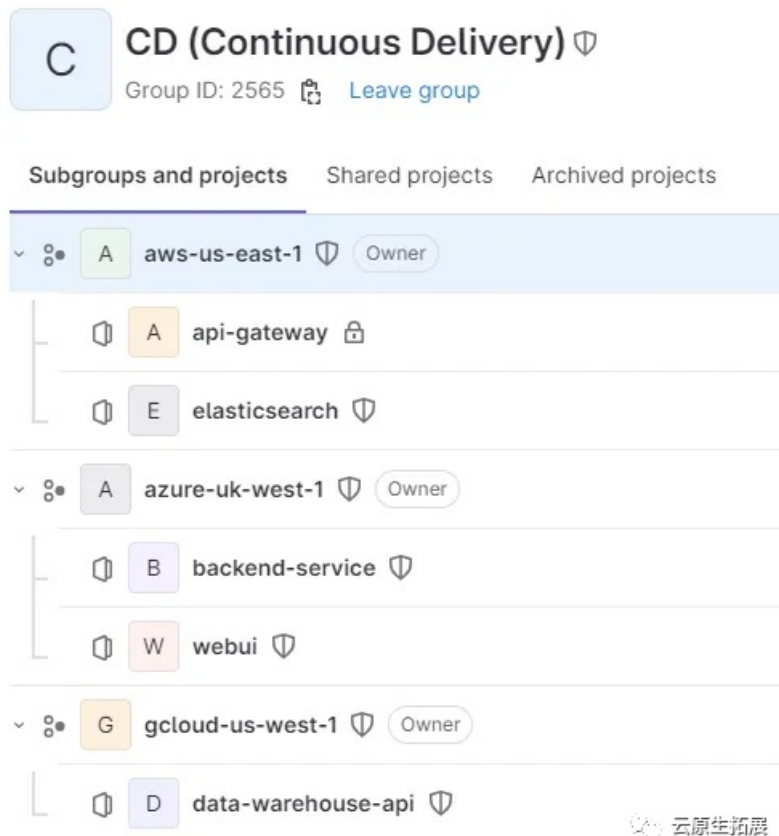 C
CD (Continuous Delivery)
Group ID: 2565 Leave group
Subgroups and projects Shared projects Archived projects
A aws-us-east-1 Owner
A api-gateway
E elasticsearch
A azure-uk-west-1 Owner
B backend-service
W webui
G gcloud-us-west-1 Owner
D data-warehouse-api
云原生拓展